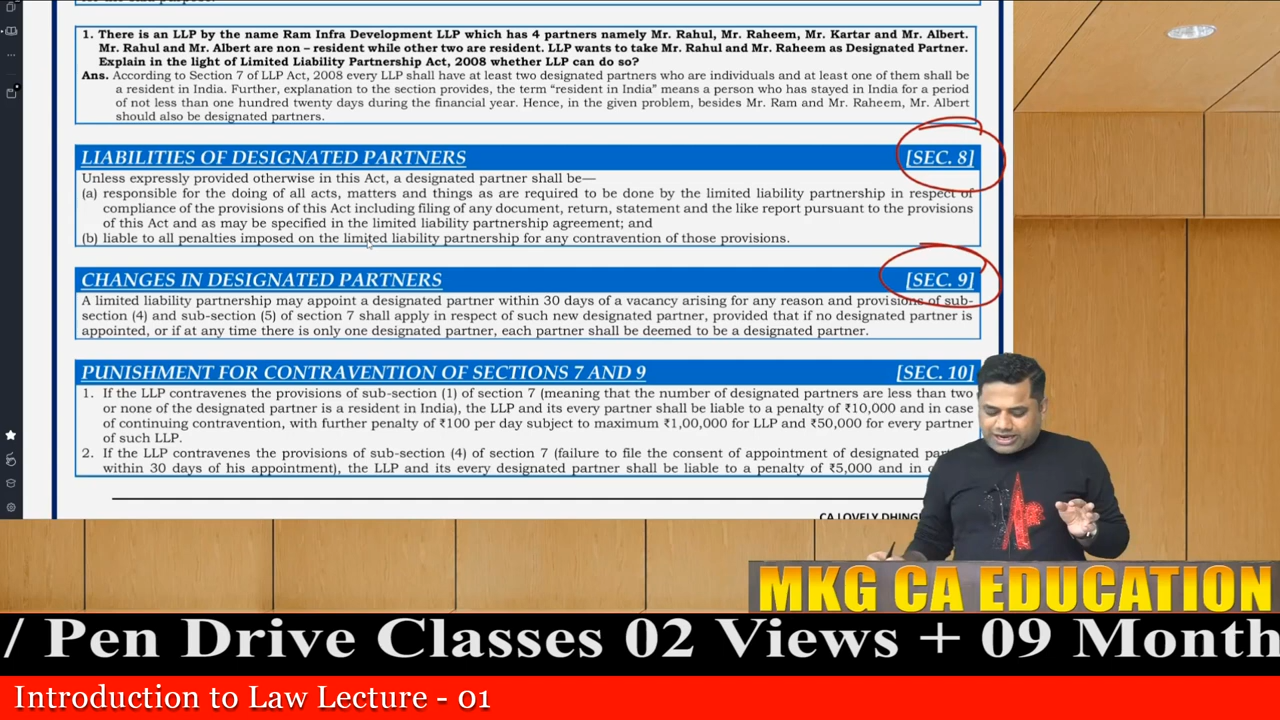 1. There is an LLP by the name Ram Infra Development LLP which has 4 partners namely Mr. Rahul, Mr. Raheem, Mr. Kartar and Mr. Albert.
Mr. Rahul and Mr. Albert are non – resident while other two are resident. LLP wants to take Mr. Rahul and Mr. Raheem as Designated Partner.
Explain in the light of Limited Liability Partnership Act, 2008 whether LLP can do so?
Ans. According to Section 7 of LLP Act, 2008 every LLP shall have at least two designated partners who are individuals and at least one of them shall be
a resident in India. Further, explanation to the section provides, the term “resident in India” means a person who has stayed in India for a period
of not less than one hundred twenty days during the financial year. Hence, in the given problem, besides Mr. Ram and Mr. Raheem, Mr. Albert
should also be designated partners.
LIABILITIES OF DESIGNATED PARTNERS [SEC. 8]
Unless expressly provided otherwise in this Act, a designated partner shall be—
(a) responsible for the doing of all acts, matters and things as are required to be done by the limited liability partnership in respect of
compliance of the provisions of this Act including filing of any document, return, statement and the like report pursuant to the provisions
of this Act and as may be specified in the limited liability partnership agreement; and
(b) liable to all penalties imposed on the limited liability partnership for any contravention of those provisions.
CHANGES IN DESIGNATED PARTNERS [SEC. 9]
A limited liability partnership may appoint a designated partner within 30 days of a vacancy arising for any reason and provisions of sub-
section (4) and sub-section (5) of section 7 shall apply in respect of such new designated partner, provided that if no designated partner is
appointed, or if at any time there is only one designated partner, each partner shall be deemed to be a designated partner.
PUNISHMENT FOR CONTRAVENTION OF SECTIONS 7 AND 9 [SEC. 10]
1. If the LLP contravenes the provisions of sub-section (1) of section 7 (meaning that the number of designated partners are less than two
or none of the designated partner is a resident in India), the LLP and its every partner shall be liable to a penalty of ₹10,000 and in case
of continuing contravention, with further penalty of ₹100 per day subject to maximum ₹1,00,000 for LLP and ₹50,000 for every partner
of such LLP.
2. If the LLP contravenes the provisions of sub-section (4) of section 7 (failure to file the consent of appointment of designated
within 30 days of his appointment), the LLP and its every designated partner shall be liable to a penalty of ₹5,000 and in
CA LOVELY
MKG CA EDUCATION
/ Pen Drive Classes 02 Views + 09 Month
Introduction to Law Lecture - 01